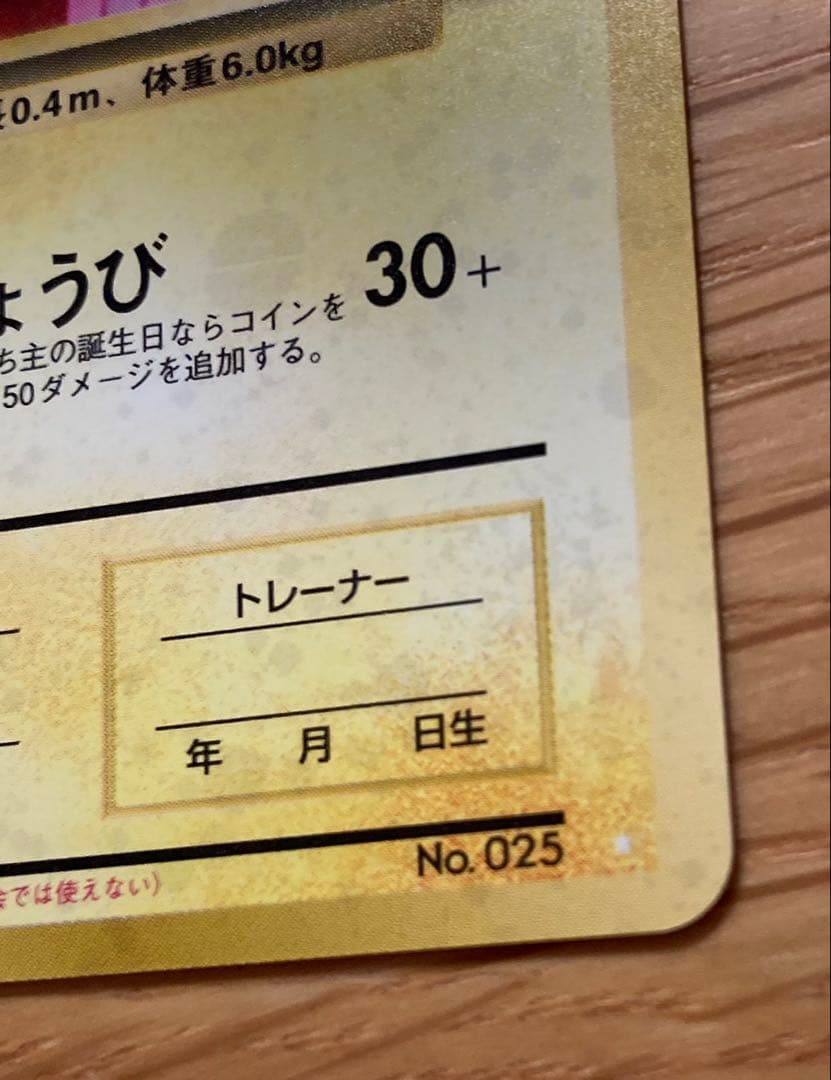 長0.4m、体重6.0kg
ょうび
30+
ち主の誕生日ならコインを
50ダメージを追加する。
トレーナー
年 月 日生
No.025
会では使えない)